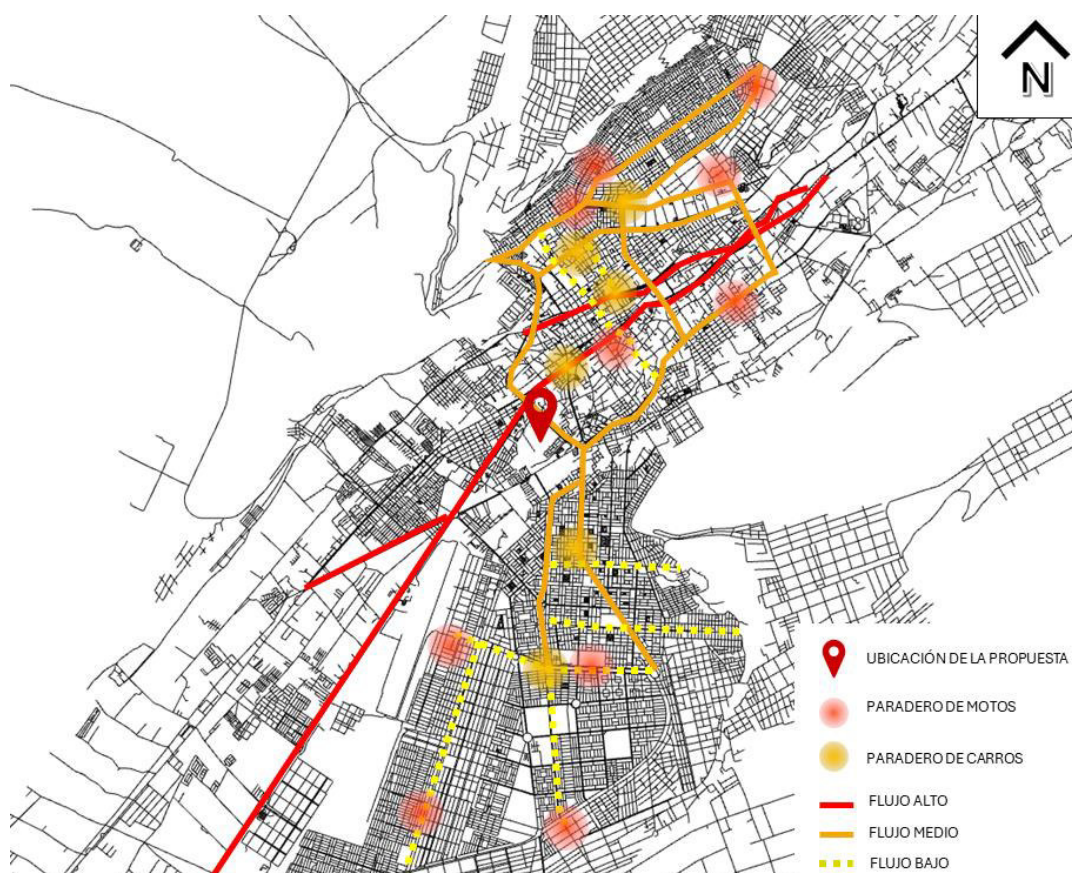 N
UBICACIÓN DE LA PROPUESTA
PARADERO DE MOTOS
PARADERO DE CARROS
FLUJO ALTO
FLUJO MEDIO
FLUJO BAJO